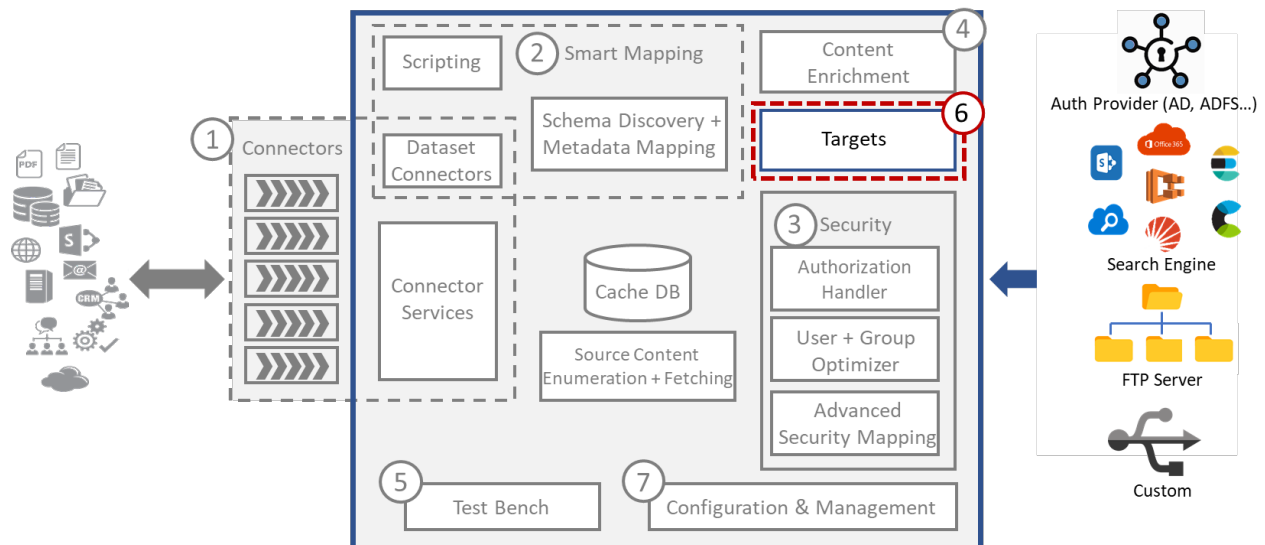 PDF
S
@
CRM
1
Connectors
2
Smart Mapping
Scripting
Schema Discovery +
Metadata Mapping
Dataset
Connectors
Connector
Services
Cache DB
Source Content
Enumeration + Fetching
4
Content
Enrichment
6
Targets
3
Security
Authorization
Handler
User + Group
Optimizer
Advanced
Security Mapping
5
Test Bench
7
Configuration & Management
Auth Provider (AD, ADFS...)
S
Office 365
Search Engine
FTP Server
Custom